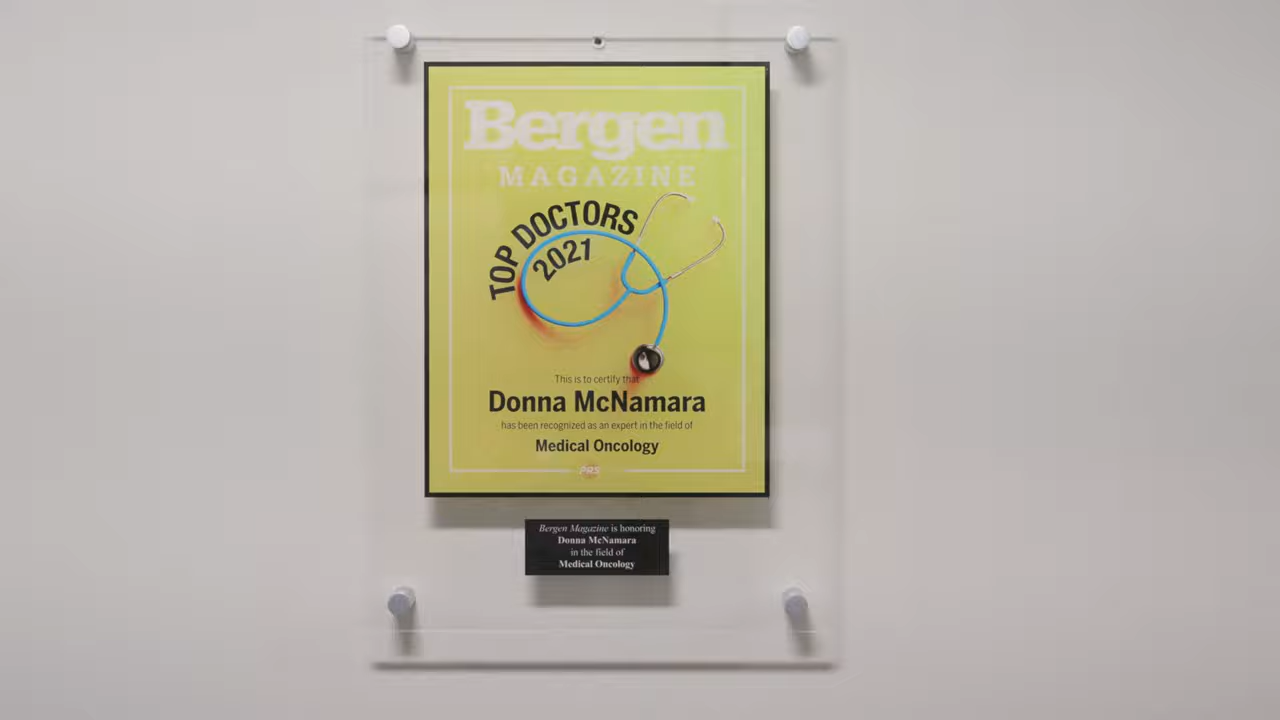 Bergen
MAGAZINE
TOP DOCTORS
2021
This is to certify that
Donna McNamara
has been recognized as an expert in the field of
Medical Oncology
PRS
Bergen Magazine is honoring
Donna McNamara
in the field of
Medical Oncology